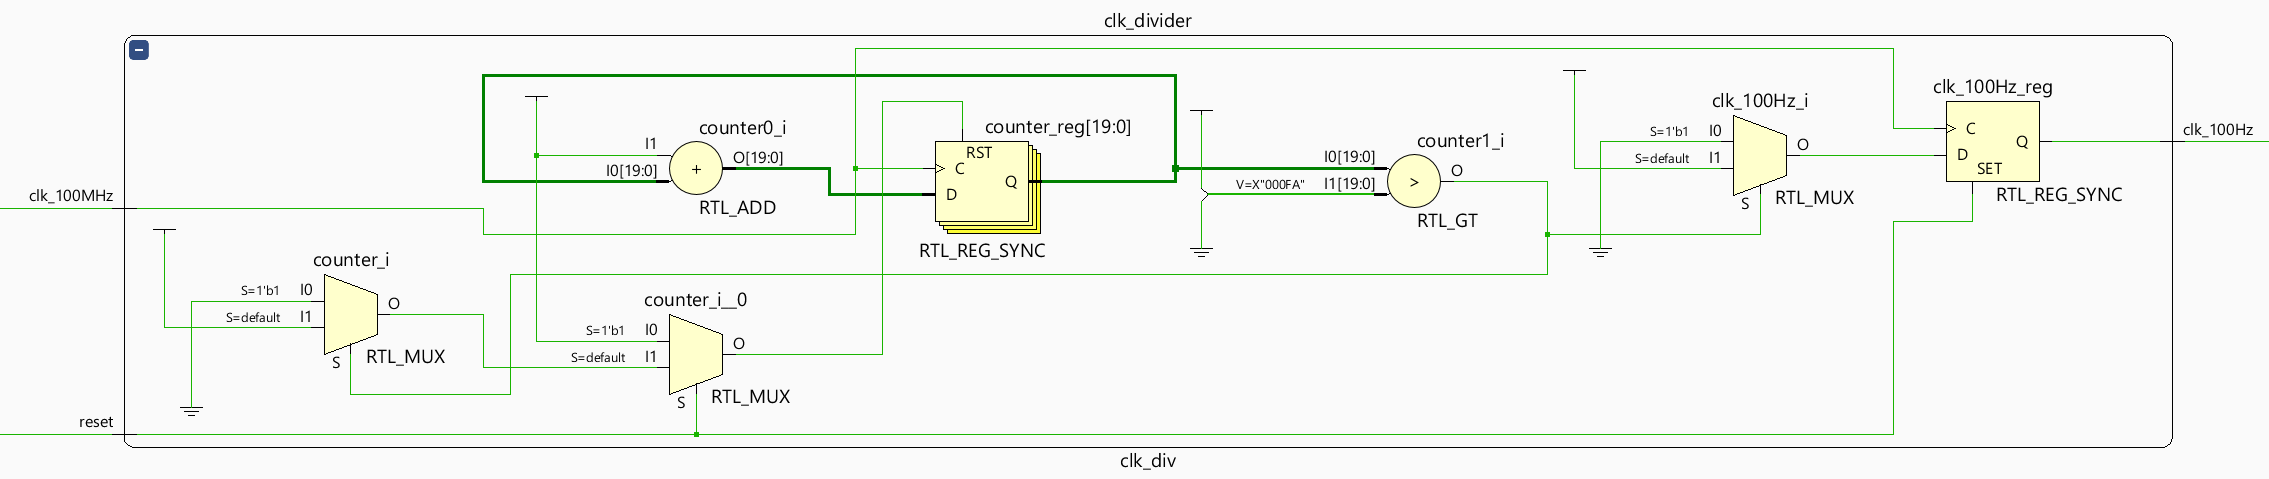 clk_divider
−
clk_100Hz_reg
clk_100Hz_i
counter0_i
counter_reg[19:0]
counter1_i
I1
O[19:0]
I0[19:0]
+
RTL_ADD
RST
C
D
Q
RTL_REG_SYNC
I0[19:0]
V=X"000FA"
I1[19:0]
>
O
RTL_GT
S=1'b1
I0
S=default
I1
O
S
RTL_MUX
C
Q
D
SET
RTL_REG_SYNC
clk_100Hz
clk_100MHz
counter_i
S=1'b1
I0
S=default
I1
O
S
RTL_MUX
counter_i__0
S=1'b1
I0
S=default
I1
O
S
RTL_MUX
reset
clk_div